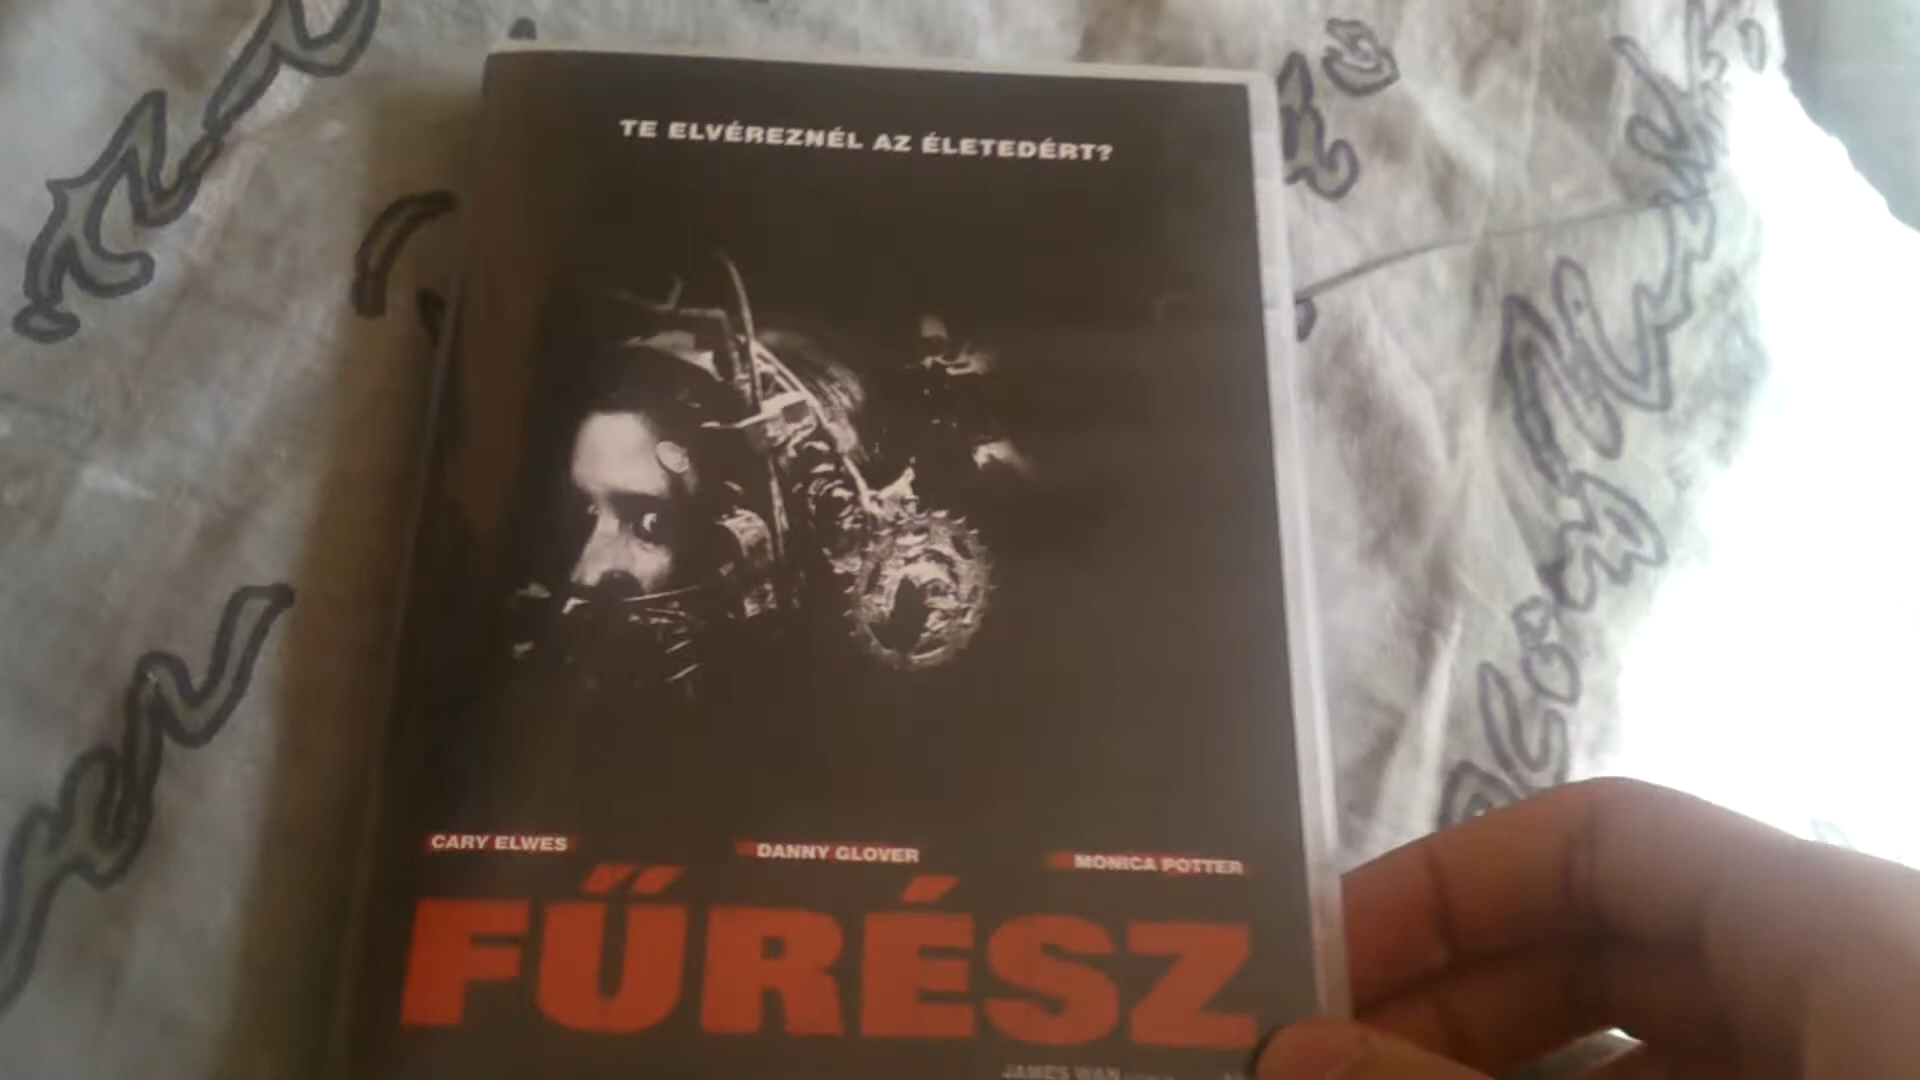 TE ELVÉREZNÉL AZ ÉLETEDÉRT?
CARY ELWES DANNY GLOVER MONICA POTTER
FŰRÉSZ
JAMES WAN